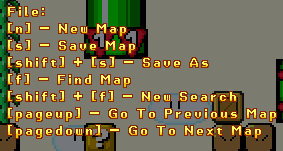 File:
[n] – New Map
[s] – Save Map
[shift] + [s] – Save As
[f] – Find Map
[shift] + [f] – New Search
[pageup] – Go To Previous Map
[pagedown] – Go To Next Map